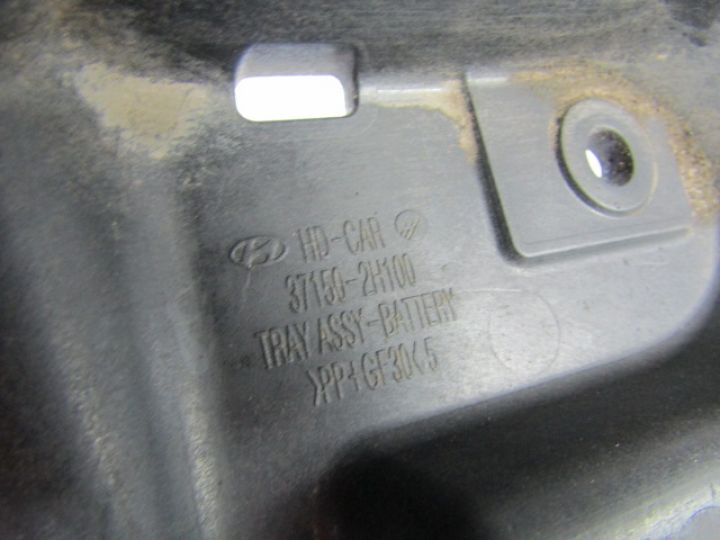 HD-CAR
37150-2H100
TRAY ASSY-BATTERY
>PP+GF30< 5